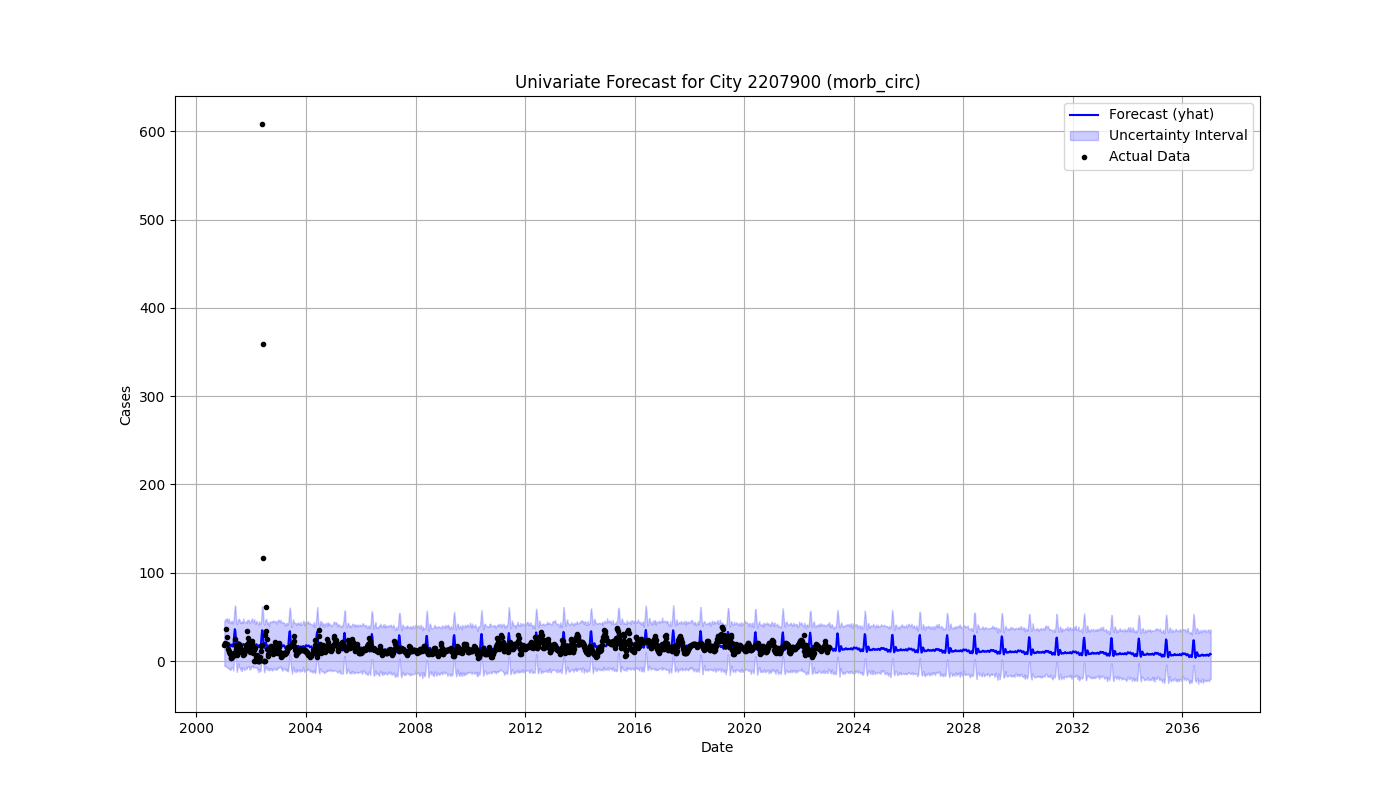 Univariate Forecast for City 2207900 (morb_circ)
Forecast (yhat)
Uncertainty Interval
Actual Data
600
500
400
300
200
100
0
Cases
2000 2004 2008 2012 2016 2020 2024 2028 2032 2036
Date